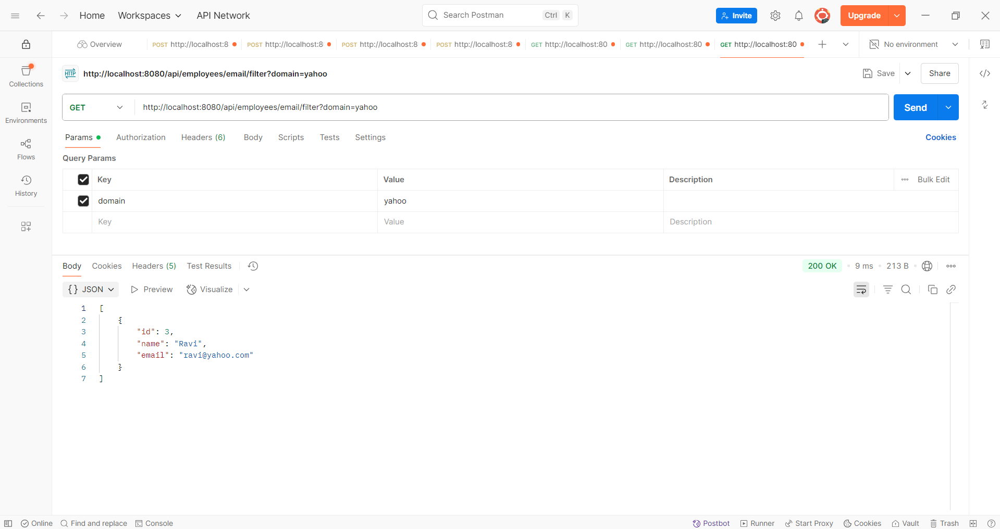 Home Workspaces API Network Search Postman Ctrl K Invite Upgrade
Overview POST http://localhost:8 POST http://localhost:8 POST http://localhost:8 POST http://localhost:8 GET http://localhost:80 GET http://localhost:80 GET http://localhost:80 No environment
HTTP http://localhost:8080/api/employees/email/filter?domain=yahoo Save Share
Collections
Environments
Flows
History
GET http://localhost:8080/api/employees/email/filter?domain=yahoo Send
Params Authorization Headers (6) Body Scripts Tests Settings Cookies
Query Params
Key Value Description Bulk Edit
domain yahoo
Key Value Description
Body Cookies Headers (5) Test Results 200 OK 9 ms 213 B
{} JSON Preview Visualize
1 [
2 {
3 "id": 3,
4 "name": "Ravi",
5 "email": "ravi@yahoo.com"
6 }
7 ]
Online Find and replace Console Postbot Runner Start Proxy Cookies Vault Trash